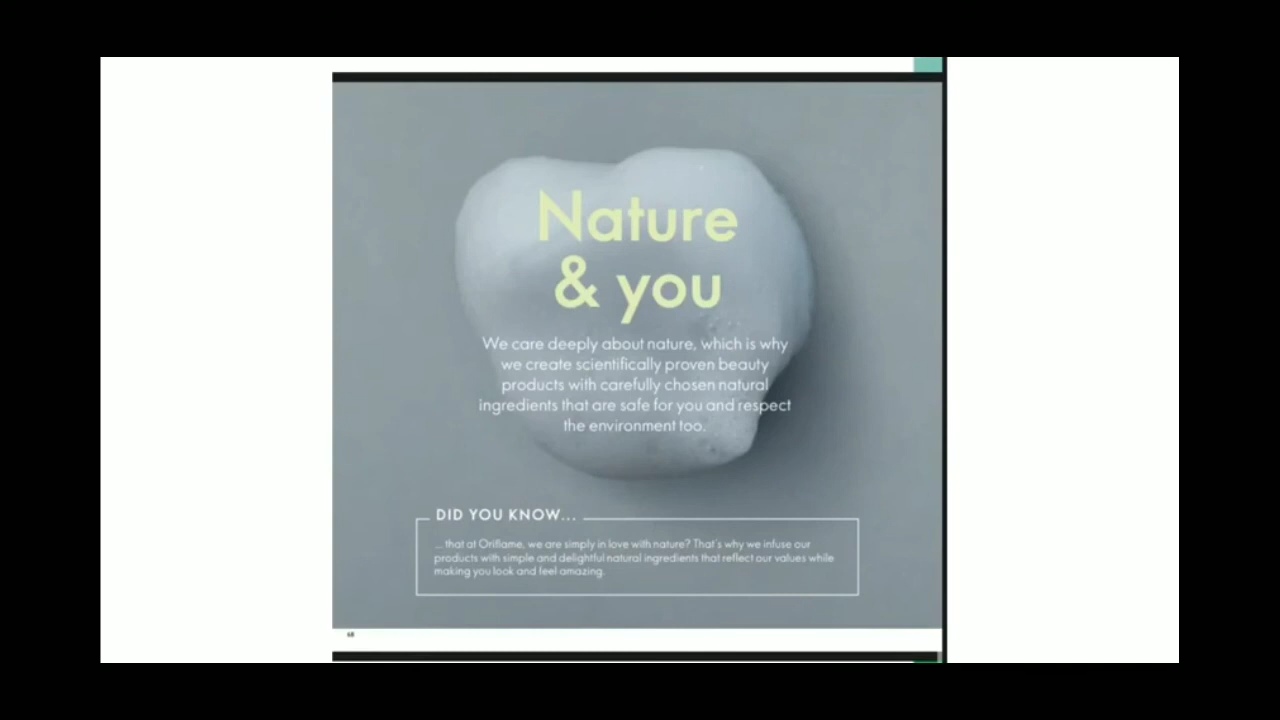 Nature
& you
We care deeply about nature, which is why
we create scientifically proven beauty
products with carefully chosen natural
ingredients that are safe for you and respect
the environment too.
DID YOU KNOW...
... that at Oriflame, we are simply in love with nature? That's why we infuse our
products with simple and delightful natural ingredients that reflect our values while
making you look and feel amazing.
68